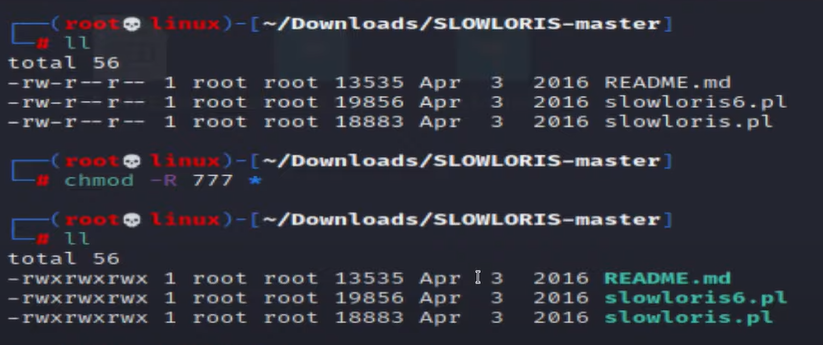 ┌──(root💀linux)-[~/Downloads/SLOWLORIS-master]
└─# ll
total 56
-rw-r--r-- 1 root root 13535 Apr  3  2016 README.md
-rw-r--r-- 1 root root 19856 Apr  3  2016 slowloris6.pl
-rw-r--r-- 1 root root 18883 Apr  3  2016 slowloris.pl
┌──(root💀linux)-[~/Downloads/SLOWLORIS-master]
└─# chmod -R 777 *
┌──(root💀linux)-[~/Downloads/SLOWLORIS-master]
└─# ll
total 56
-rwxrwxrwx 1 root root 13535 Apr  3  2016 README.md
-rwxrwxrwx 1 root root 19856 Apr  3  2016 slowloris6.pl
-rwxrwxrwx 1 root root 18883 Apr  3  2016 slowloris.pl